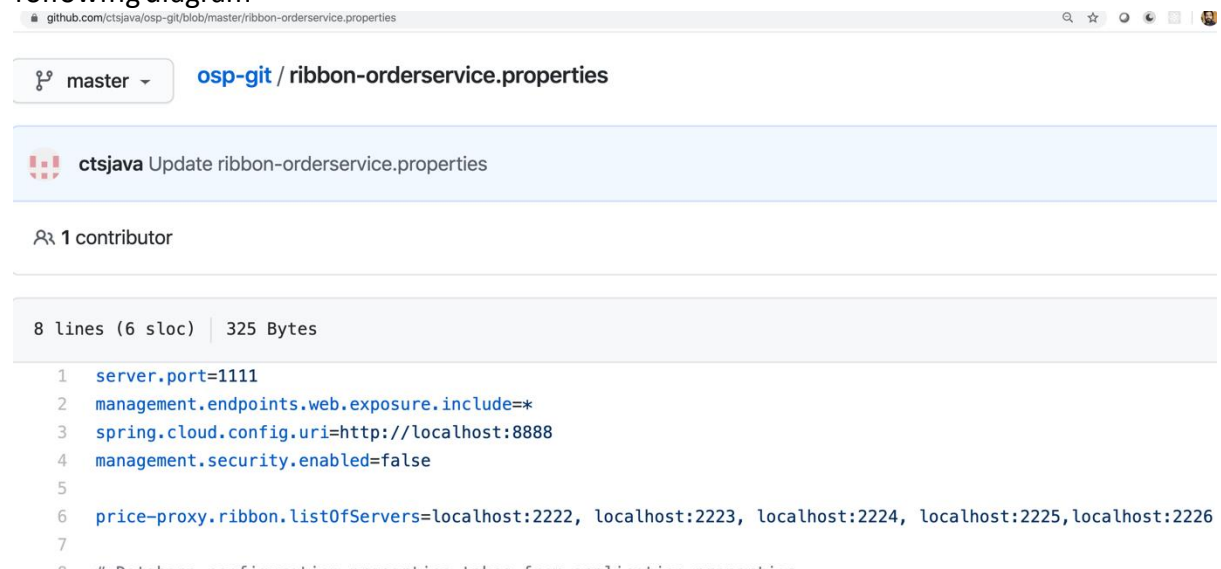 following diagram
github.com/ctsjava/osp-git/blob/master/ribbon-orderservice.properties
master osp-git / ribbon-orderservice.properties
ctsjava Update ribbon-orderservice.properties
1 contributor
8 lines (6 sloc) 325 Bytes
1 server.port=1111
2 management.endpoints.web.exposure.include=*
3 spring.cloud.config.uri=http://localhost:8888
4 management.security.enabled=false
5
6 price-proxy.ribbon.listOfServers=localhost:2222, localhost:2223, localhost:2224, localhost:2225,localhost:2226
7